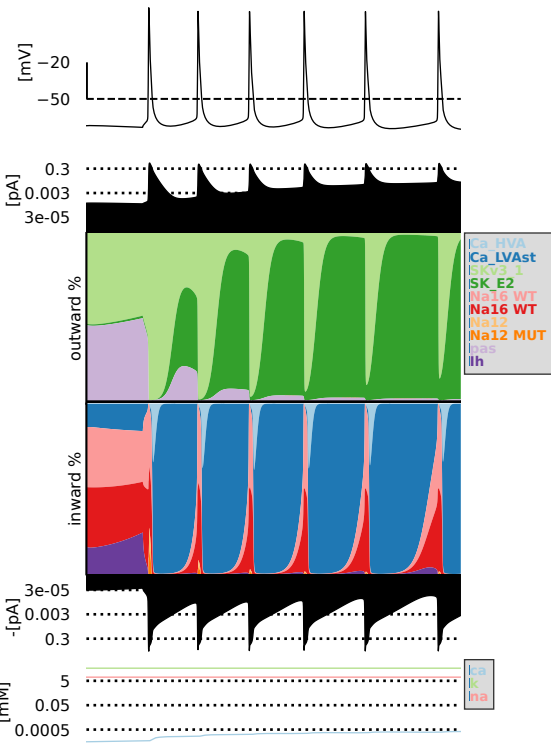 [mV]
−20
−50
[pA]
0.3
0.003
3e-05
outward %
Ca_HVA
Ca_LVAst
SKv3_1
SK_E2
Na16 WT
Na16 WT
Na12
Na12 MUT
pas
Ih
inward %
-[pA]
3e-05
0.003
0.3
[mM]
5
0.05
0.0005
ca
k
na